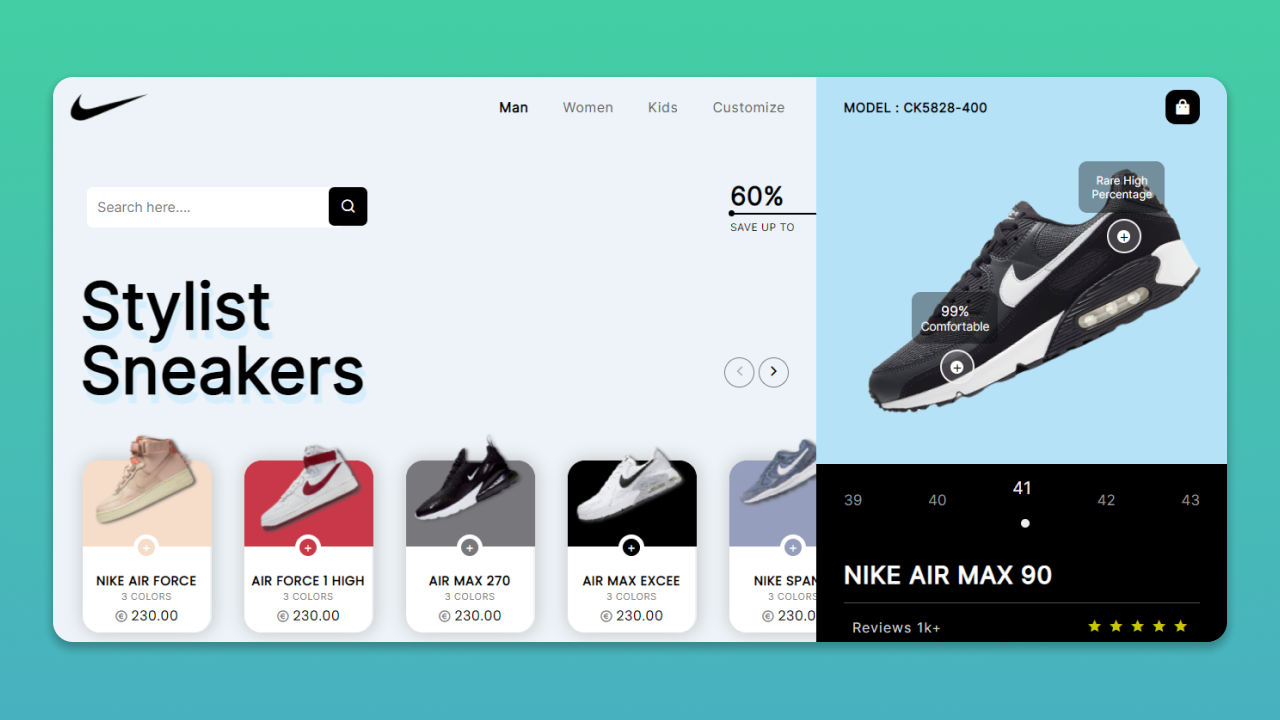 Man Women Kids Customize
Search here....
60%
SAVE UP TO
Stylist
Sneakers
NIKE AIR FORCE
3 COLORS
€ 230.00
AIR FORCE 1 HIGH
3 COLORS
€ 230.00
AIR MAX 270
3 COLORS
€ 230.00
AIR MAX EXCEE
3 COLORS
€ 230.00
NIKE SPAN
3 COLORS
€ 230.0
MODEL : CK5828-400
Rare High
Percentage
99%
Comfortable
39 40 41 42 43
NIKE AIR MAX 90
Reviews 1k+